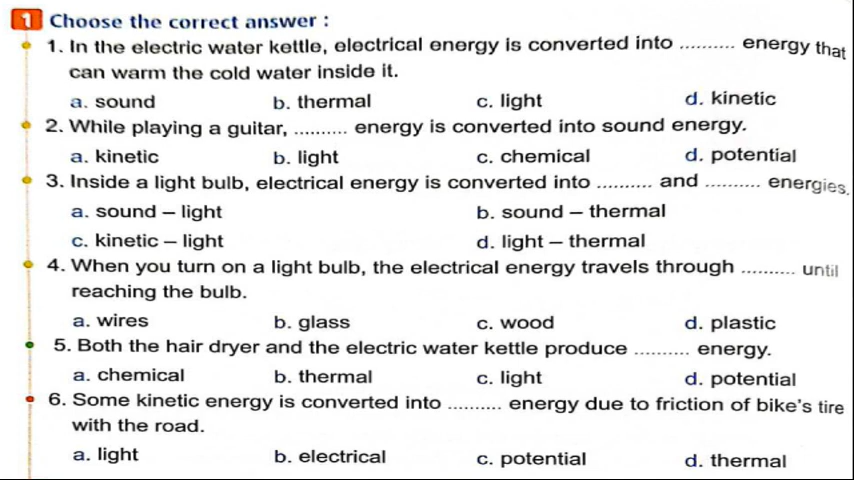 1 Choose the correct answer :
1. In the electric water kettle, electrical energy is converted into .......... energy that
can warm the cold water inside it.
a. sound b. thermal c. light d. kinetic
2. While playing a guitar, .......... energy is converted into sound energy.
a. kinetic b. light c. chemical d. potential
3. Inside a light bulb, electrical energy is converted into .......... and .......... energies.
a. sound – light b. sound – thermal
c. kinetic – light d. light – thermal
4. When you turn on a light bulb, the electrical energy travels through .......... until
reaching the bulb.
a. wires b. glass c. wood d. plastic
5. Both the hair dryer and the electric water kettle produce .......... energy.
a. chemical b. thermal c. light d. potential
6. Some kinetic energy is converted into .......... energy due to friction of bike's tire
with the road.
a. light b. electrical c. potential d. thermal